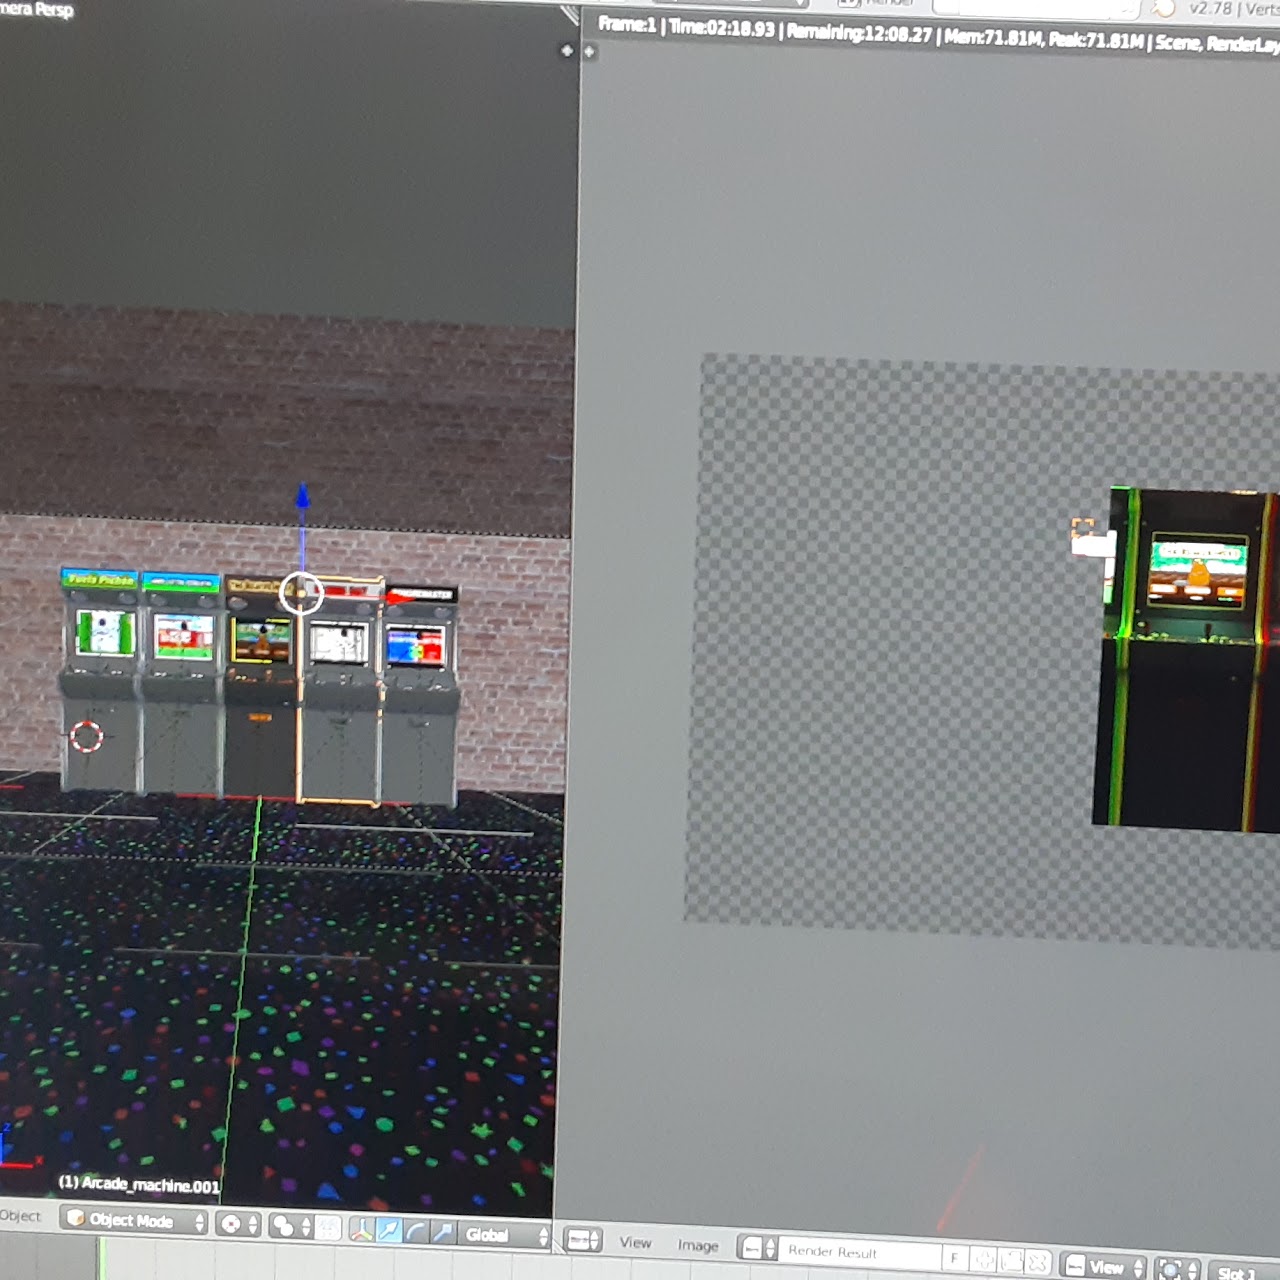 mera Persp
v2.78 | Verts
Frame:1 | Time:02:18.93 | Remaining:12:08.27 | Mem:71.81M, Peak:71.81M | Scene, RenderLay
(1) Arcade_machine.001
Object
Object Mode
Global
View
Image
Render Result
F
View
Slot 1